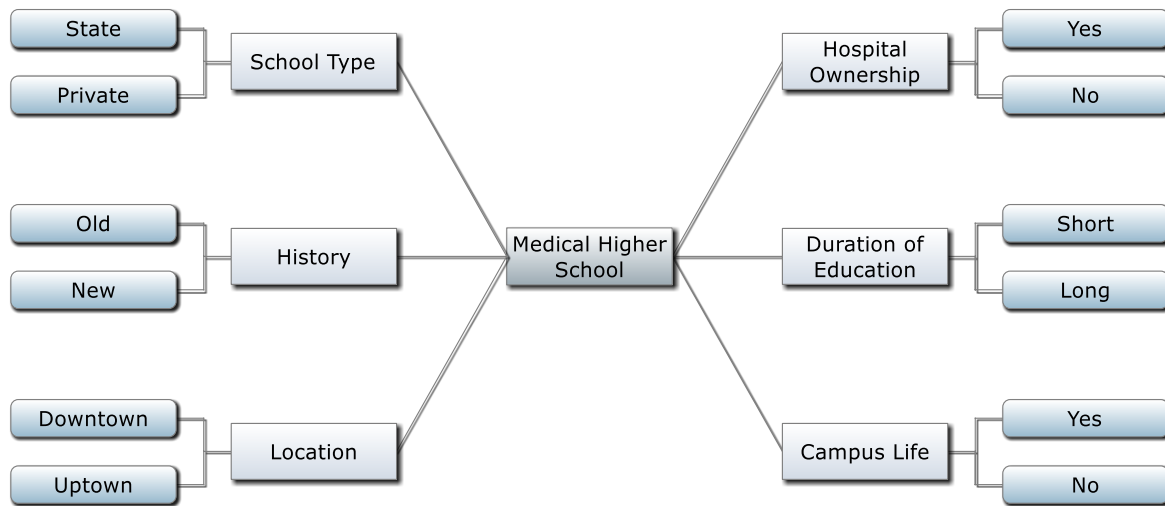 State
Private
School Type
Old
New
History
Downtown
Uptown
Location
Medical Higher
School
Hospital
Ownership
Yes
No
Duration of
Education
Short
Long
Campus Life
Yes
No